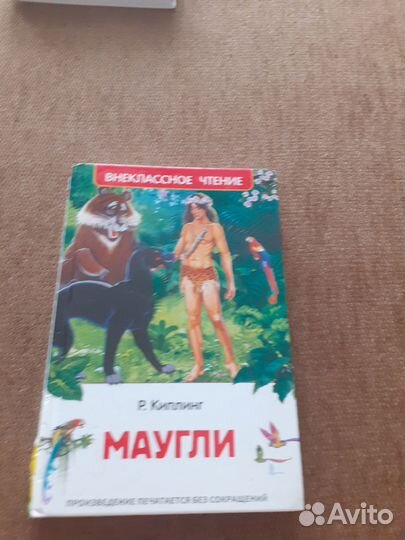 ВНЕКЛАССНОЕ ЧТЕНИЕ
Р. Киплинг
МАУГЛИ
ПРОИЗВЕДЕНИЕ ПЕЧАТАЕТСЯ БЕЗ СОКРАЩЕНИЙ
Avito